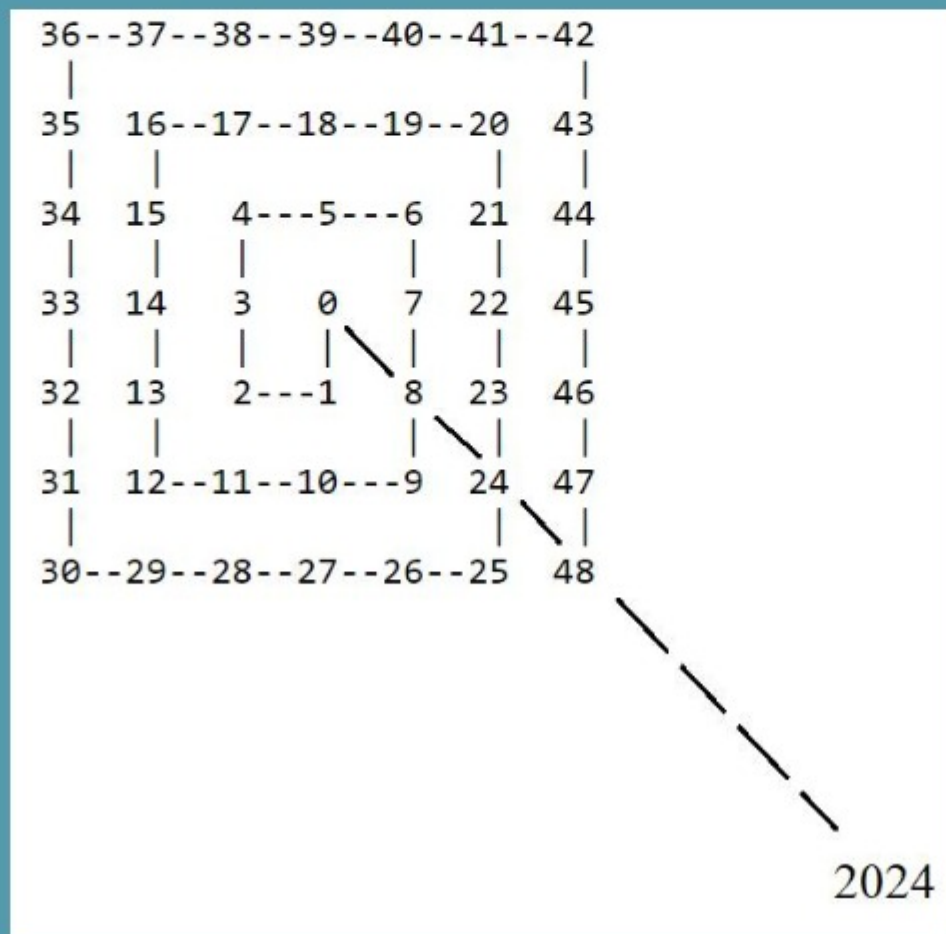 36--37--38--39--40--41--42
|                        |
35  16--17--18--19--20  43
|   |               |   |
34  15   4---5---6  21  44
|   |   |       |   |   |
33  14   3   0   7  22  45
|   |   |   |   |   |   |
32  13   2---1   8  23  46
|   |           |   |   |
31  12--11--10---9  24  47
|                   |   |
30--29--28--27--26--25  48
2024